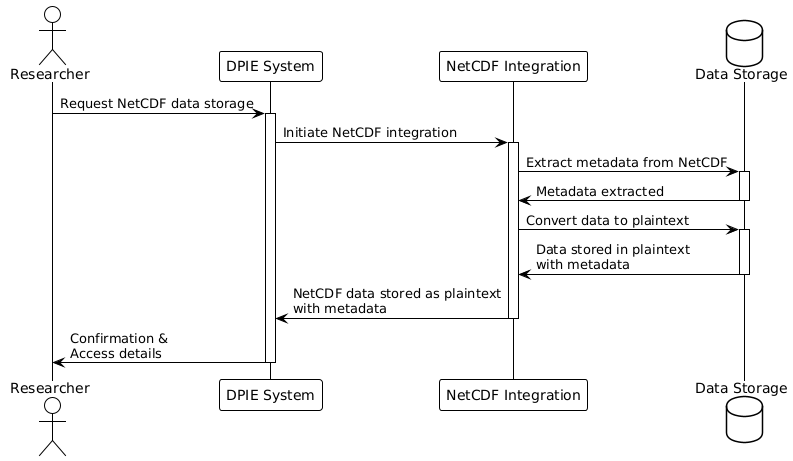 Researcher
DPIE System
NetCDF Integration
Data Storage
Request NetCDF data storage
Initiate NetCDF integration
Extract metadata from NetCDF
Metadata extracted
Convert data to plaintext
Data stored in plaintext
with metadata
NetCDF data stored as plaintext
with metadata
Confirmation &
Access details
Researcher
DPIE System
NetCDF Integration
Data Storage